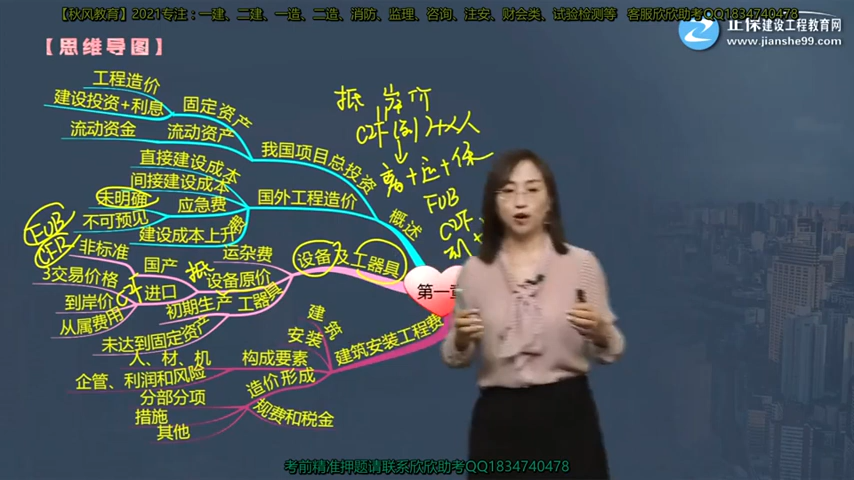 【秋风教育】2021专注：一建、二建、一造、二造、消防、监理、咨询、注安、财会类、试验检测等 客服欣欣助考QQ1834740478
正保建设工程教育网
www.jianshe99.com
【思维导图】
工程造价
建设投资+利息
固定资产
流动资金
流动资产
我国项目总投资
直接建设成本
间接建设成本
未明确
不可预见
应急费
建设成本上升费
国外工程造价
概述
非标准
国产
3交易价格
到岸价
从属费用
进口
运杂费
设备原价
设备及工器具
初期生产
未达到固定资产
工器具
第一章
建筑
安装
人、材、机
企管、利润和风险
构成要素
分部分项
措施
其他
规费和税金
造价形成
建筑安装工程费
抵 岸价
离+运+保
FOB
FOB
CFR
考前精准押题请联系欣欣助考QQ1834740478